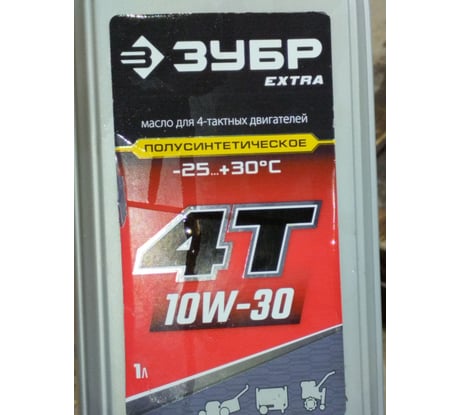 ЗУБР
EXTRA
масло для 4-тактных двигателей
ПОЛУСИНТЕТИЧЕСКОЕ
-25...+30°C
4T
10W-30
1л